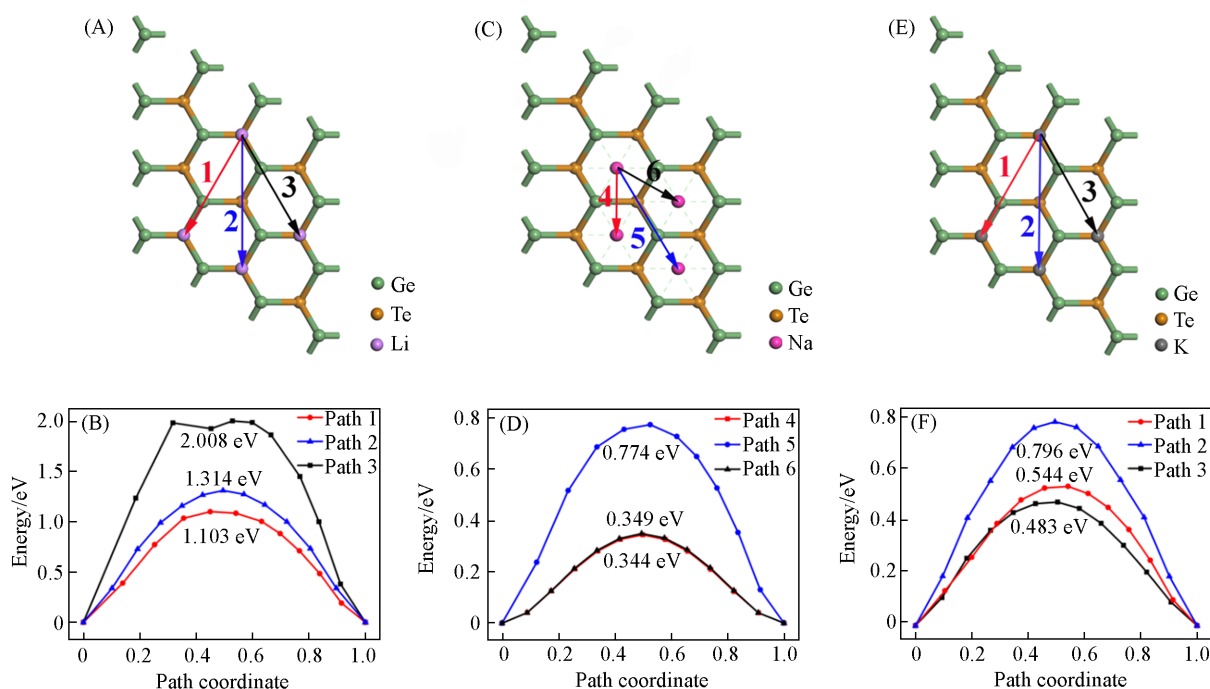 (A)
1
2
3
Ge
Te
Li
(C)
4
5
6
Ge
Te
Na
(E)
1
2
3
Ge
Te
K
(B)
Energy/eV
2.0
1.5
1.0
0.5
0
Path 1
Path 2
Path 3
2.008 eV
1.314 eV
1.103 eV
0 0.2 0.4 0.6 0.8 1.0
Path coordinate
(D)
Energy/eV
0.8
0.6
0.4
0.2
0
Path 4
Path 5
Path 6
0.774 eV
0.349 eV
0.344 eV
0 0.2 0.4 0.6 0.8 1.0
Path coordinate
(F)
Energy/eV
0.8
0.6
0.4
0.2
0
Path 1
Path 2
Path 3
0.796 eV
0.544 eV
0.483 eV
0 0.2 0.4 0.6 0.8 1.0
Path coordinate